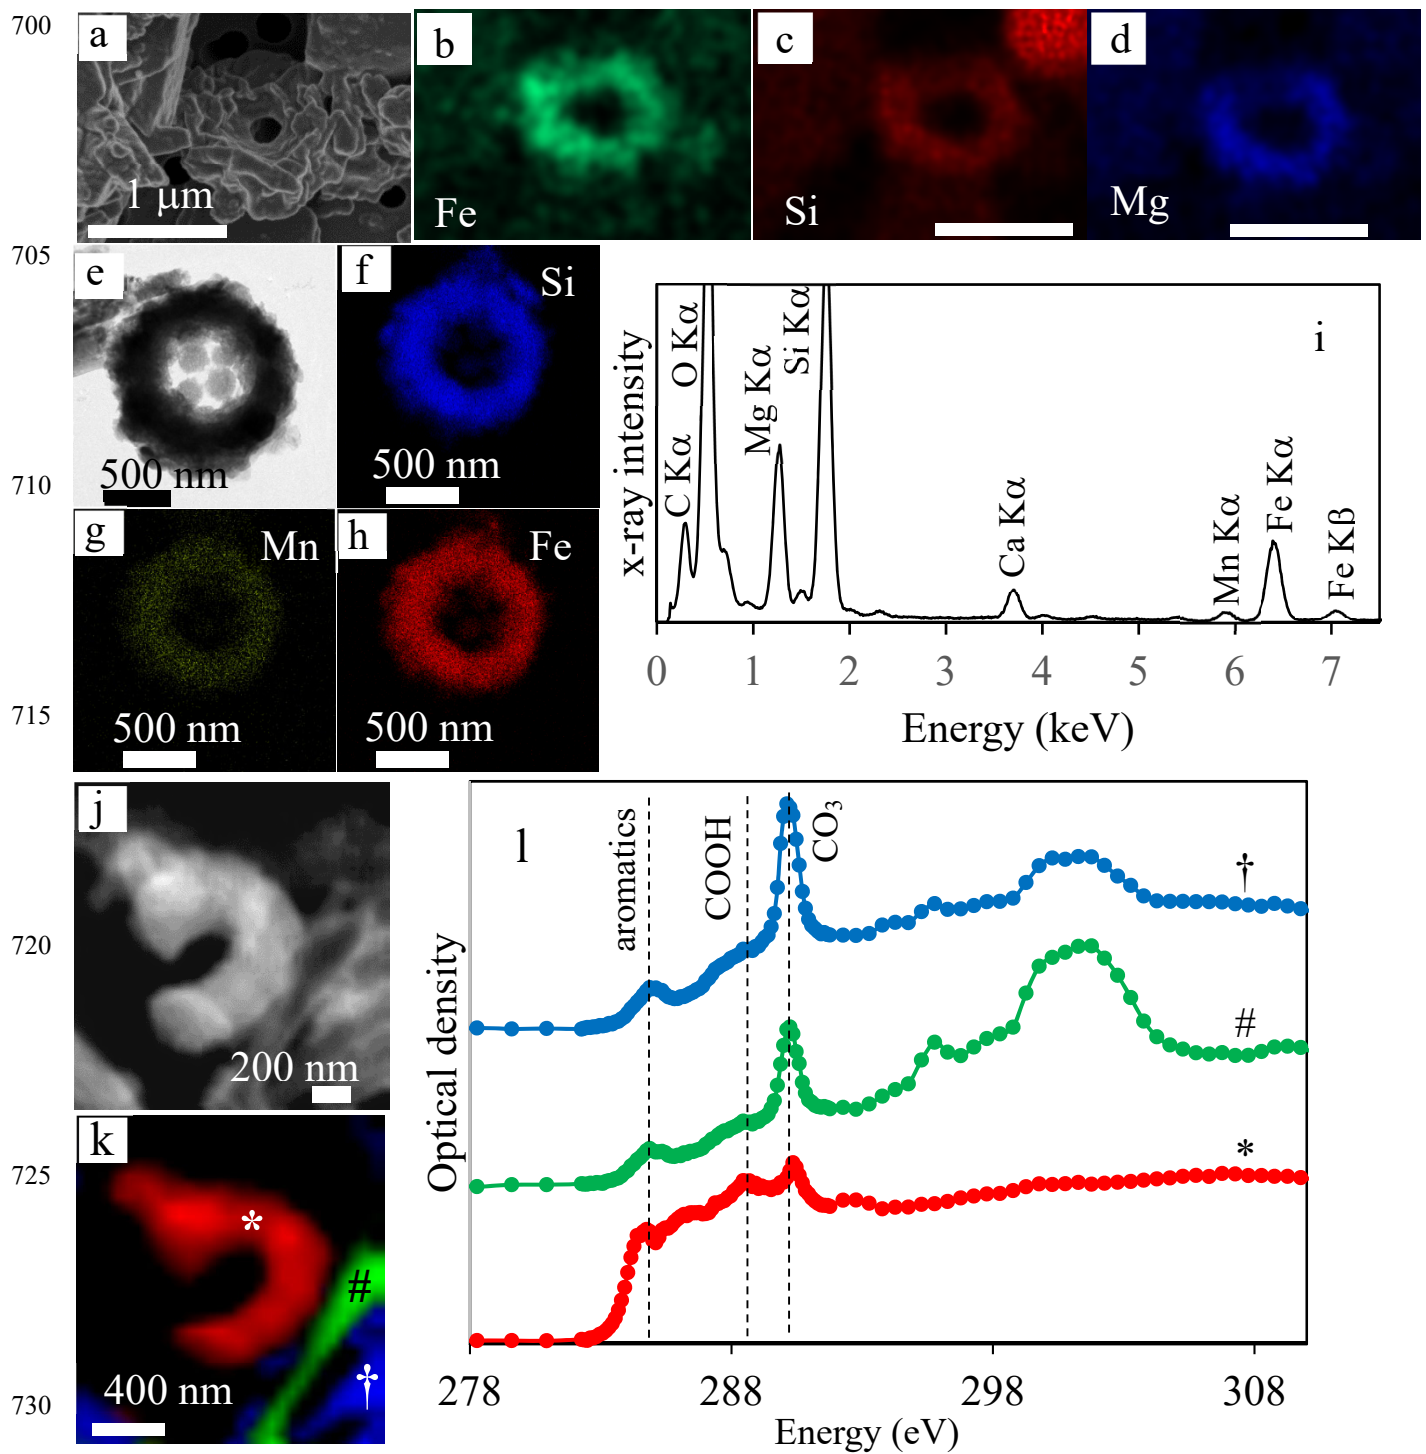 700
a
1 μm
b
Fe
c
Si
d
Mg
705
e
500 nm
f
Si
500 nm
710
g
Mn
500 nm
h
Fe
500 nm
715
i
x-ray intensity
C Kα
O Kα
Mg Kα
Si Kα
Ca Kα
Mn Kα
Fe Kα
Fe Kß
0 1 2 3 4 5 6 7
Energy (keV)
j
200 nm
720
k
*
#
†
400 nm
725
730
l
Optical density
aromatics
COOH
CO₃
†
#
*
278 288 298 308
Energy (eV)